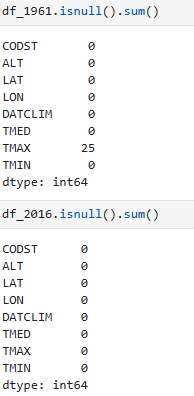 df_1961.isnull().sum()
CODST 0
ALT 0
LAT 0
LON 0
DATCLIM 0
TMED 0
TMAX 25
TMIN 0
dtype: int64
df_2016.isnull().sum()
CODST 0
ALT 0
LAT 0
LON 0
DATCLIM 0
TMED 0
TMAX 0
TMIN 0
dtype: int64